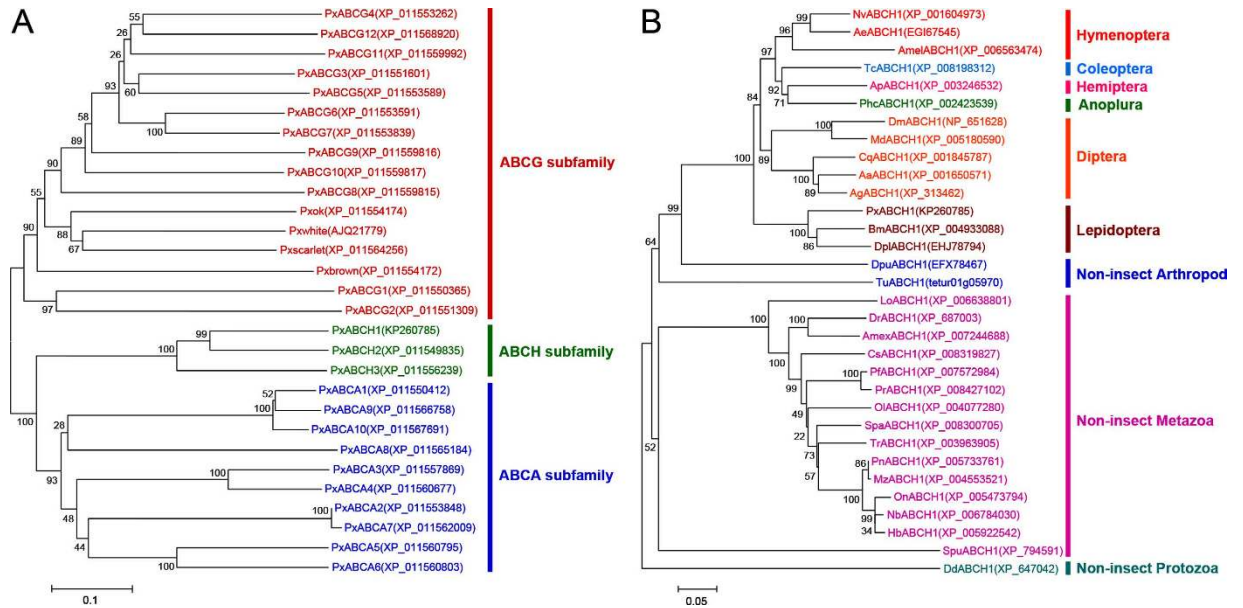 A
PxABCG4(XP_011553262)
PxABCG12(XP_011568920)
PxABCG11(XP_011559992)
PxABCG3(XP_011551601)
PxABCG5(XP_011553589)
PxABCG6(XP_011553591)
PxABCG7(XP_011553839)
PxABCG9(XP_011559816)
PxABCG10(XP_011559817)
PxABCG8(XP_011559815)
Pxok(XP_011554174)
Pxwhite(AJQ21779)
Pxscarlet(XP_011564256)
Pxbrown(XP_011554172)
PxABCG1(XP_011550365)
PxABCG2(XP_011551309)
PxABCH1(KP260785)
PxABCH2(XP_011549835)
PxABCH3(XP_011556239)
PxABCA1(XP_011550412)
PxABCA9(XP_011566758)
PxABCA10(XP_011567691)
PxABCA8(XP_011565184)
PxABCA3(XP_011557869)
PxABCA4(XP_011560677)
PxABCA2(XP_011553848)
PxABCA7(XP_011562009)
PxABCA5(XP_011560795)
PxABCA6(XP_011560803)
55
26
26
60
93
100
58
89
90
55
88
67
90
97
99
100
100
52
100
28
93
100
48
100
44
100
ABCG subfamily
ABCH subfamily
ABCA subfamily
0.1
B
NvABCH1(XP_001604973)
AeABCH1(EGI67545)
AmelABCH1(XP_006563474)
TcABCH1(XP_008198312)
ApABCH1(XP_003246532)
PhcABCH1(XP_002423539)
DmABCH1(NP_651628)
MdABCH1(XP_005180590)
CqABCH1(XP_001845787)
AaABCH1(XP_001650571)
AgABCH1(XP_313462)
PxABCH1(KP260785)
BmABCH1(XP_004933088)
DplABCH1(EHJ78794)
DpuABCH1(EFX78467)
TuABCH1(tetur01g05970)
LoABCH1(XP_006638801)
DrABCH1(XP_687003)
AmexABCH1(XP_007244688)
CsABCH1(XP_008319827)
PfABCH1(XP_007572984)
PrABCH1(XP_008427102)
OlABCH1(XP_004077280)
SpaABCH1(XP_008300705)
TrABCH1(XP_003963905)
PnABCH1(XP_005733761)
MzABCH1(XP_004553521)
OnABCH1(XP_005473794)
NbABCH1(XP_006784030)
HbABCH1(XP_005922542)
SpuABCH1(XP_794591)
DdABCH1(XP_647042)
99
96
97
92
71
84
100
89
100
89
100
100
86
99
64
100
100
100
100
99
49
22
73
57
86
100
99
34
52
Hymenoptera
Coleoptera
Hemiptera
Anoplura
Diptera
Lepidoptera
Non-insect Arthropod
Non-insect Metazoa
Non-insect Protozoa
0.05